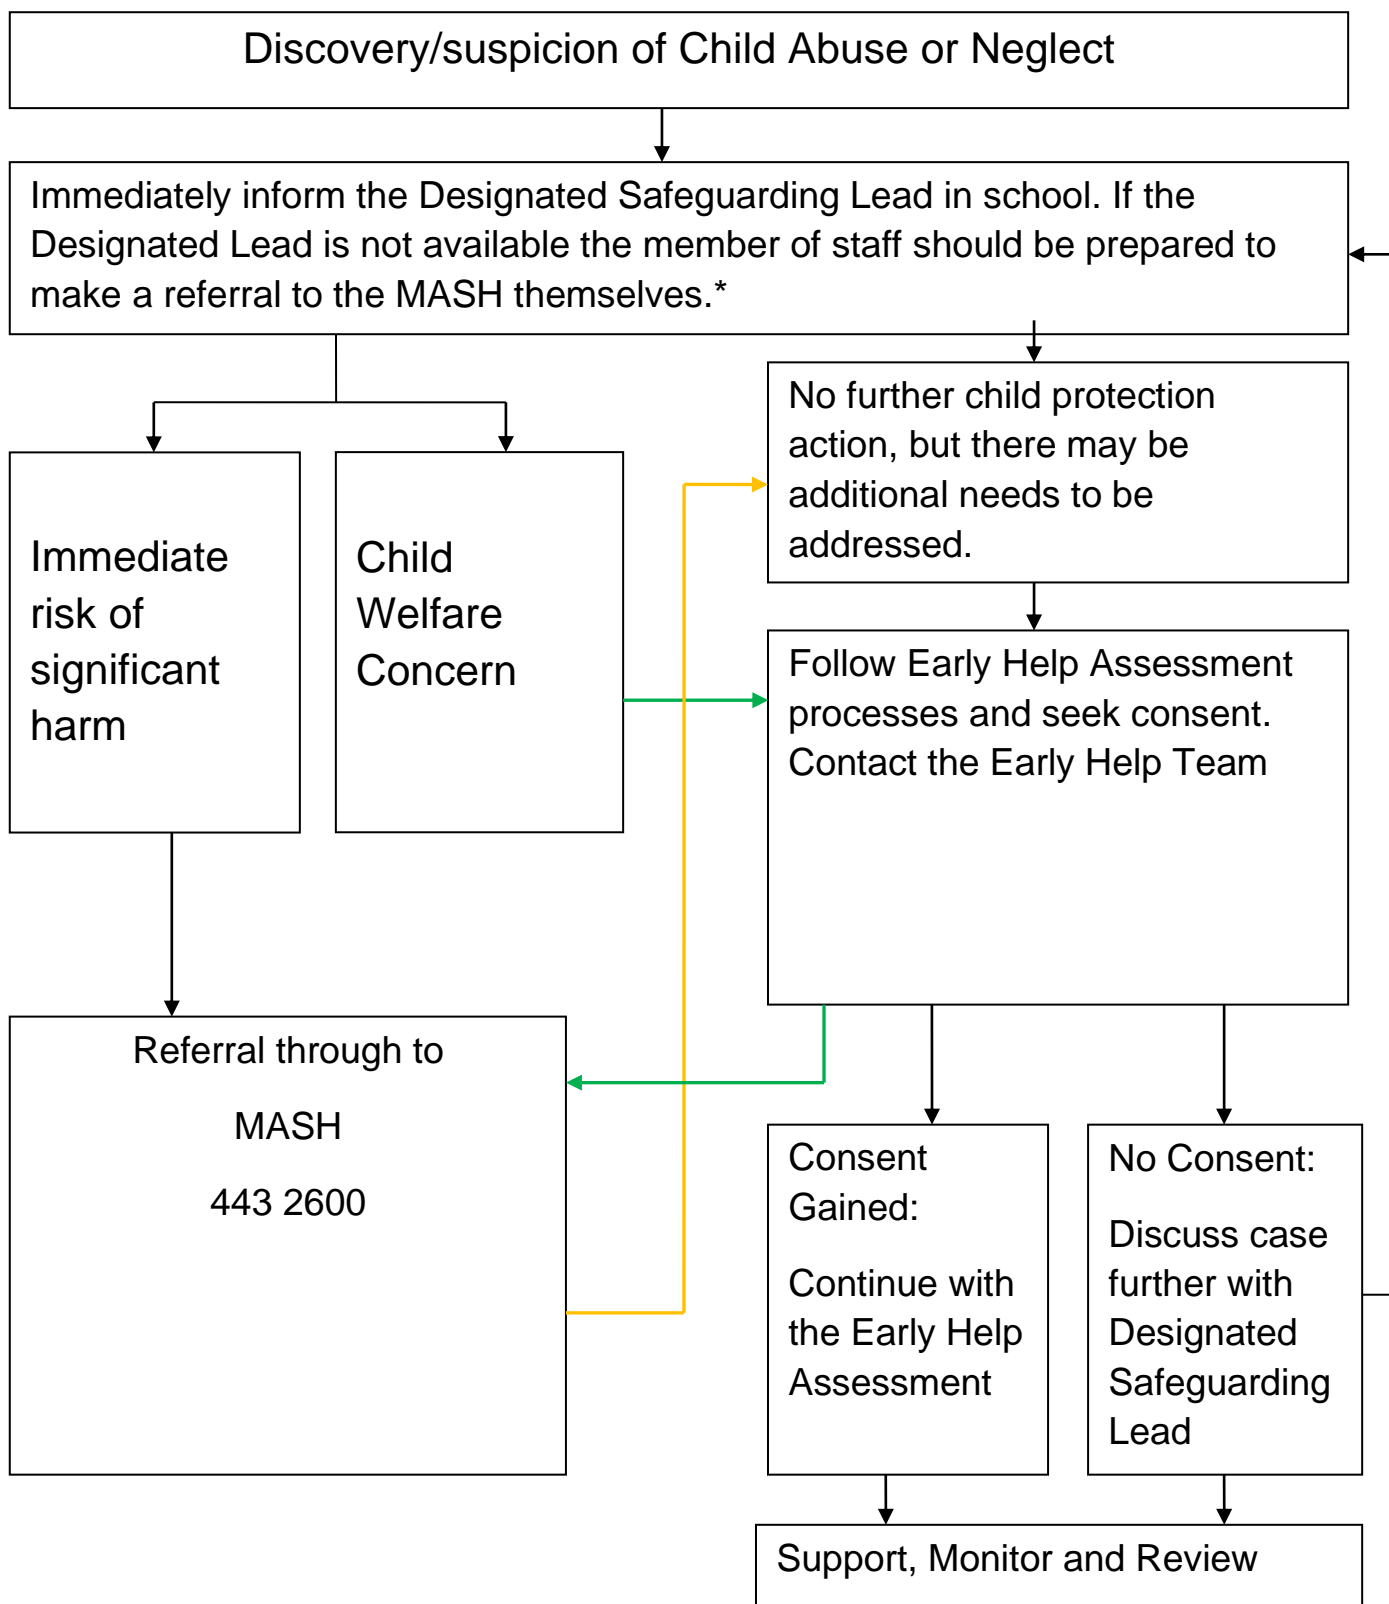 Discovery/suspicion of Child Abuse or Neglect
Immediately inform the Designated Safeguarding Lead in school. If the
Designated Lead is not available the member of staff should be prepared to
make a referral to the MASH themselves.*
No further child protection
action, but there may be
additional needs to be
addressed.
Immediate
risk of
significant
harm
Child
Welfare
Concern
Follow Early Help Assessment
processes and seek consent.
Contact the Early Help Team
Referral through to
MASH
443 2600
Consent
Gained:
Continue with
the Early Help
Assessment
No Consent:
Discuss case
further with
Designated
Safeguarding
Lead
Support, Monitor and Review